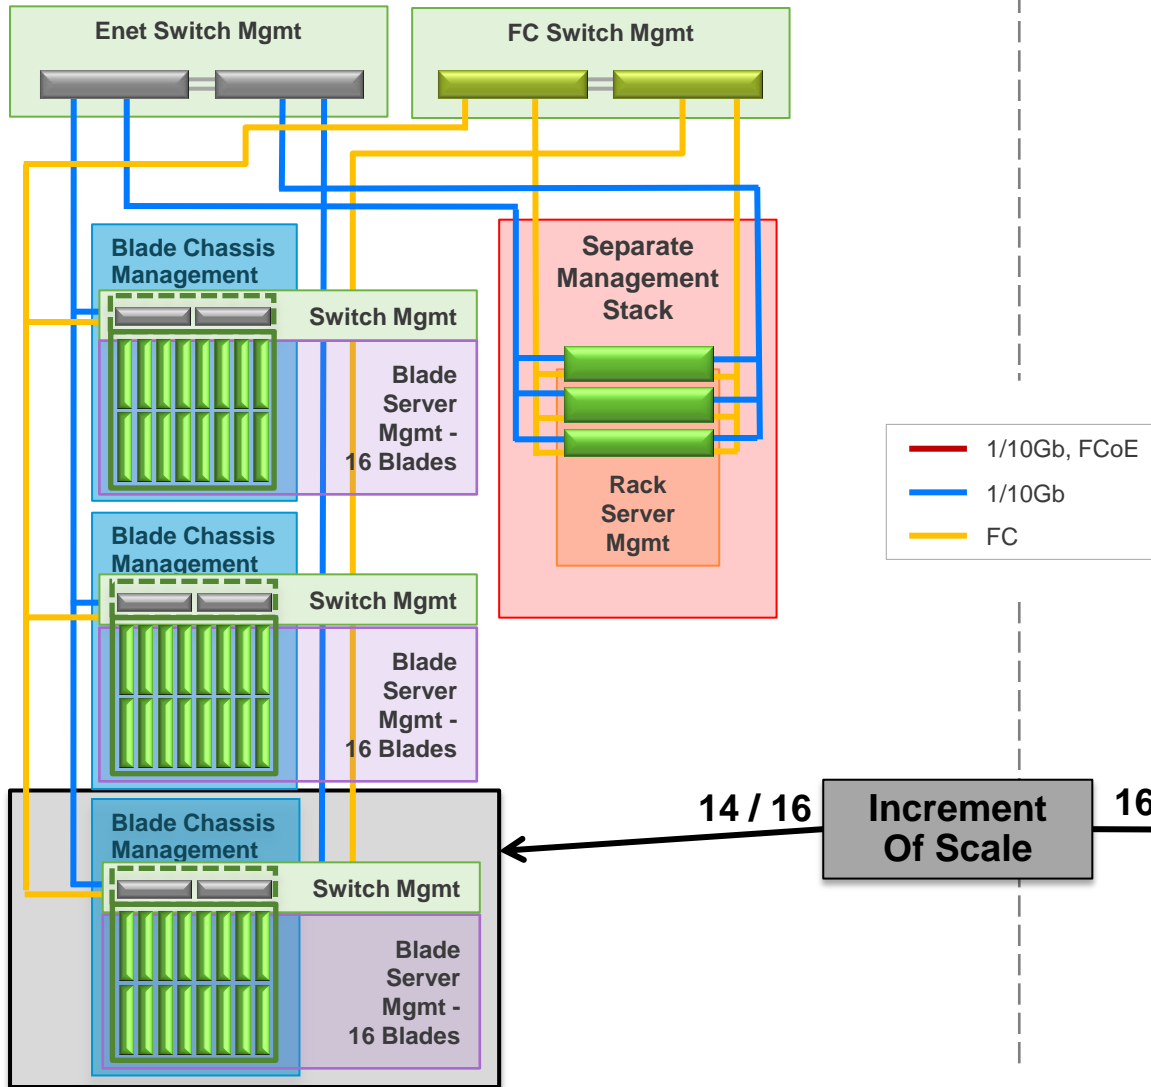 Enet Switch Mgmt
FC Switch Mgmt
Blade Chassis
Management
Switch Mgmt
Blade
Server
Mgmt -
16 Blades
Separate
Management
Stack
Rack
Server
Mgmt
1/10Gb, FCoE
1/10Gb
FC
Blade Chassis
Management
Switch Mgmt
Blade
Server
Mgmt -
16 Blades
14 / 16
Increment
Of Scale
16
Blade Chassis
Management
Switch Mgmt
Blade
Server
Mgmt -
16 Blades